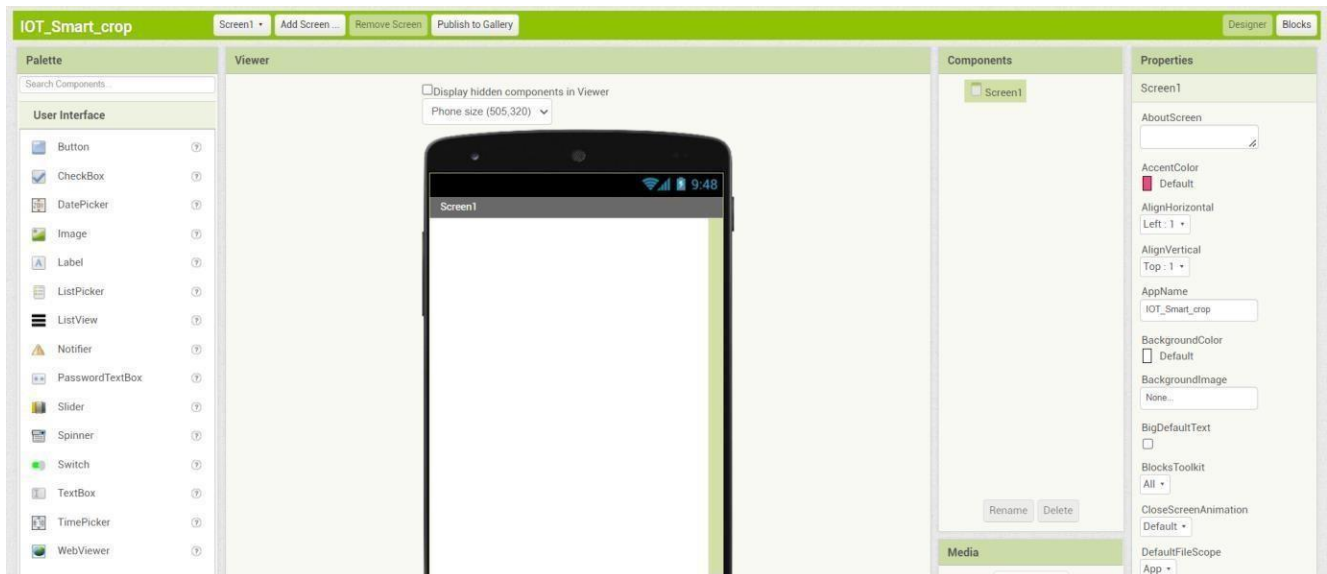 IOT_Smart_crop
Screen1
Add Screen ...
Remove Screen
Publish to Gallery
Designer
Blocks
Palette
Search Components...
User Interface
Button
CheckBox
DatePicker
Image
Label
ListPicker
ListView
Notifier
PasswordTextBox
Slider
Spinner
Switch
TextBox
TimePicker
WebViewer
Viewer
Display hidden components in Viewer
Phone size (505,320)
9:48
Screen1
Components
Screen1
Rename
Delete
Media
Properties
Screen1
AboutScreen
AccentColor
Default
AlignHorizontal
Left : 1
AlignVertical
Top : 1
AppName
IOT_Smart_crop
BackgroundColor
Default
BackgroundImage
None...
BigDefaultText
BlocksToolkit
All
CloseScreenAnimation
Default
DefaultFileScope
App